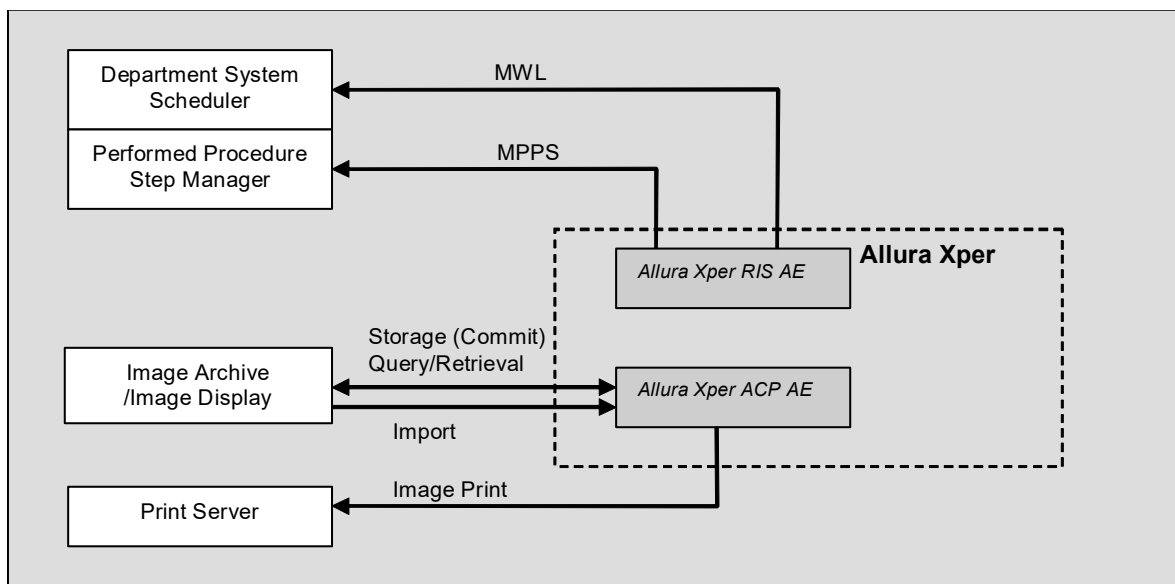 Department System
Scheduler
MWL
Performed Procedure
Step Manager
MPPS
Allura Xper RIS AE
Allura Xper
Storage (Commit)
Query/Retrieval
Image Archive
/Image Display
Allura Xper ACP AE
Import
Image Print
Print Server